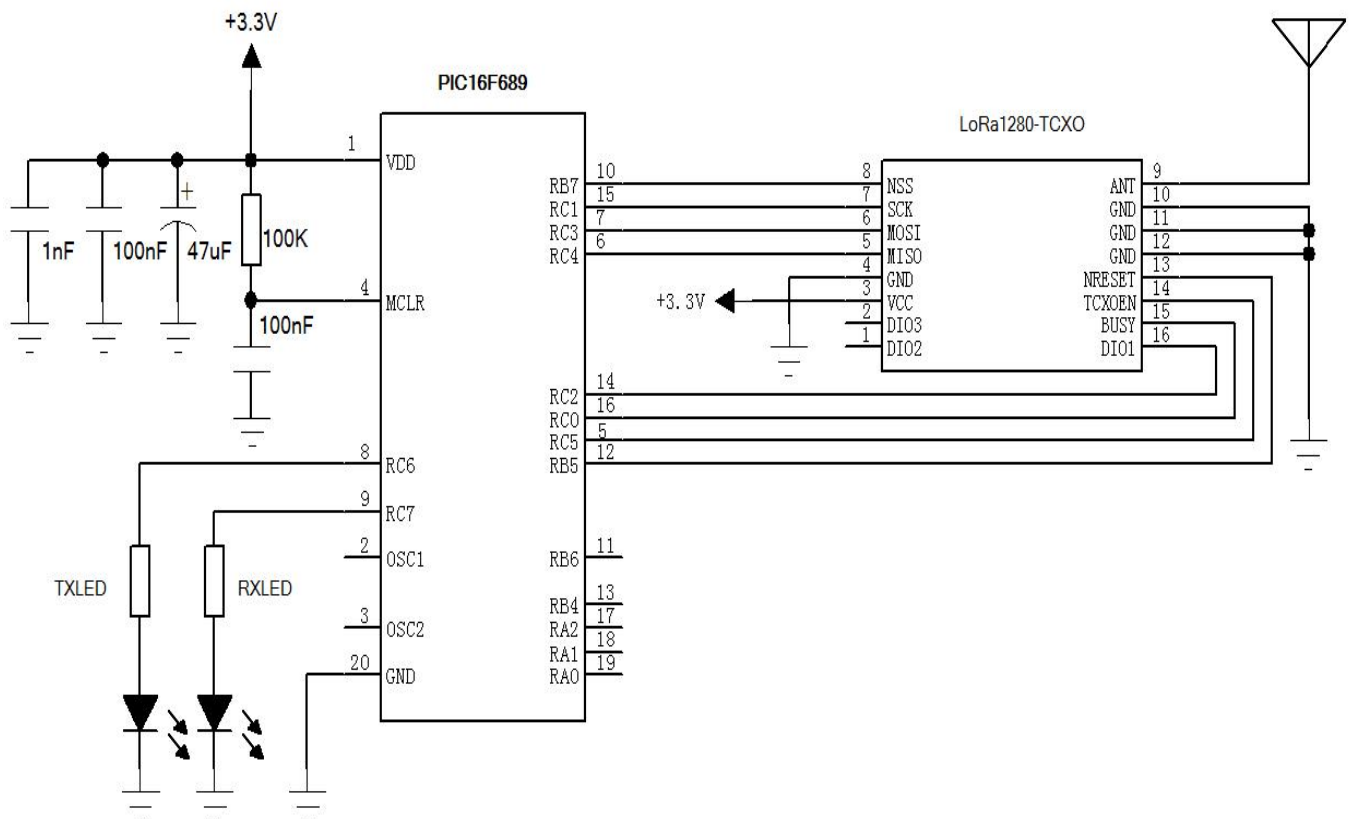 +3.3V
PIC16F689
LoRa1280-TCXO
1
VDD
10
RB7
15
RC1
7
RC3
6
RC4
8
NSS
7
SCK
6
MOSI
5
MISO
4
GND
3
VCC
2
DIO3
1
DIO2
9
ANT
10
GND
11
GND
12
GND
13
NRESET
14
TCXOEN
15
BUSY
16
DIO1
+
1nF
100nF
47uF
100K
4
MCLR
100nF
+3.3V
14
RC2
16
RC0
5
RC5
12
RB5
8
RC6
9
RC7
2
OSC1
3
OSC2
20
GND
11
RB6
13
RB4
17
RA2
18
RA1
19
RA0
TXLED
RXLED